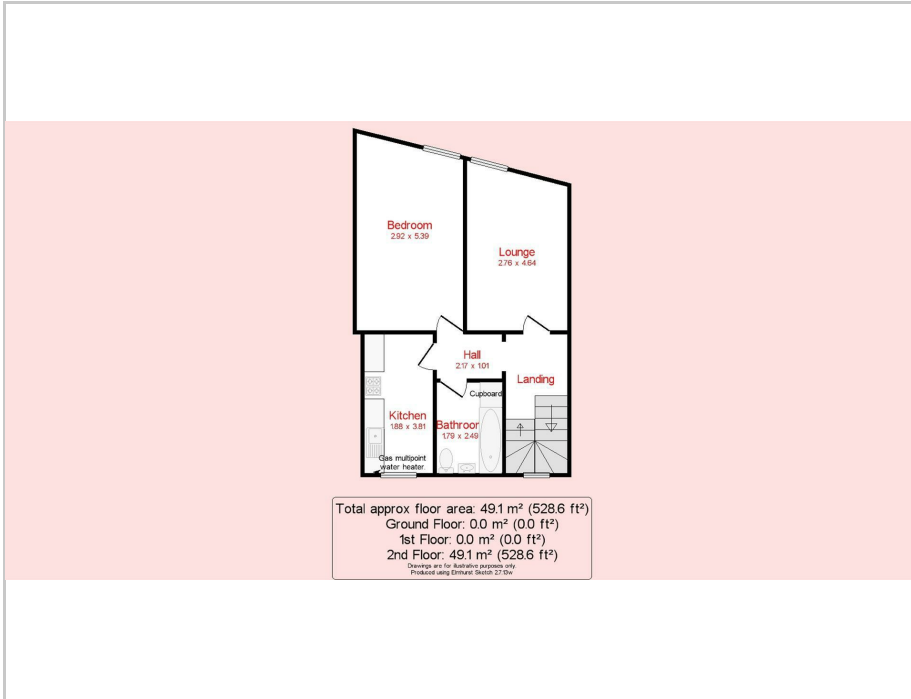 Bedroom
2.92 x 5.39
Lounge
2.76 x 4.64
Hall
2.17 x 1.01
Landing
Cupboard
Kitchen
1.88 x 3.81
Bathroom
1.79 x 2.49
Gas multipoint
water heater
Total approx floor area: 49.1 m² (528.6 ft²)
Ground Floor: 0.0 m² (0.0 ft²)
1st Floor: 0.0 m² (0.0 ft²)
2nd Floor: 49.1 m² (528.6 ft²)
Drawings are for illustrative purposes only.
Produced using Elmhurst Sketch 2.7.13w